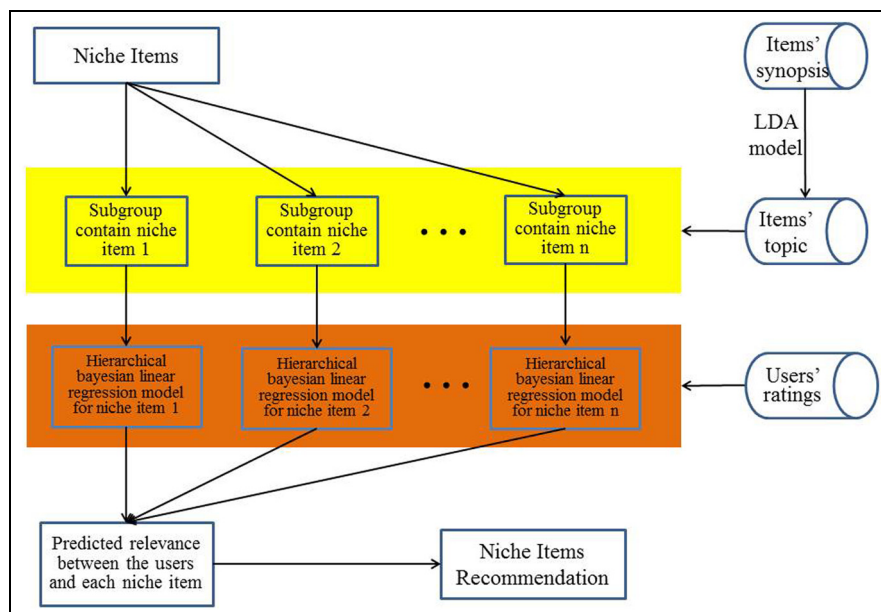 Niche Items
Items'
synopsis
LDA
model
Subgroup
contain niche
item 1
Subgroup
contain niche
item 2
• • •
Subgroup
contain niche
item n
Items'
topic
Hierarchical
bayesian linear
regression model
for niche item 1
Hierarchical
bayesian linear
regression model
for niche item 2
• • •
Hierarchical
bayesian linear
regression model
for niche item n
Users'
ratings
Predicted relevance
between the users
and each niche item
Niche Items
Recommendation